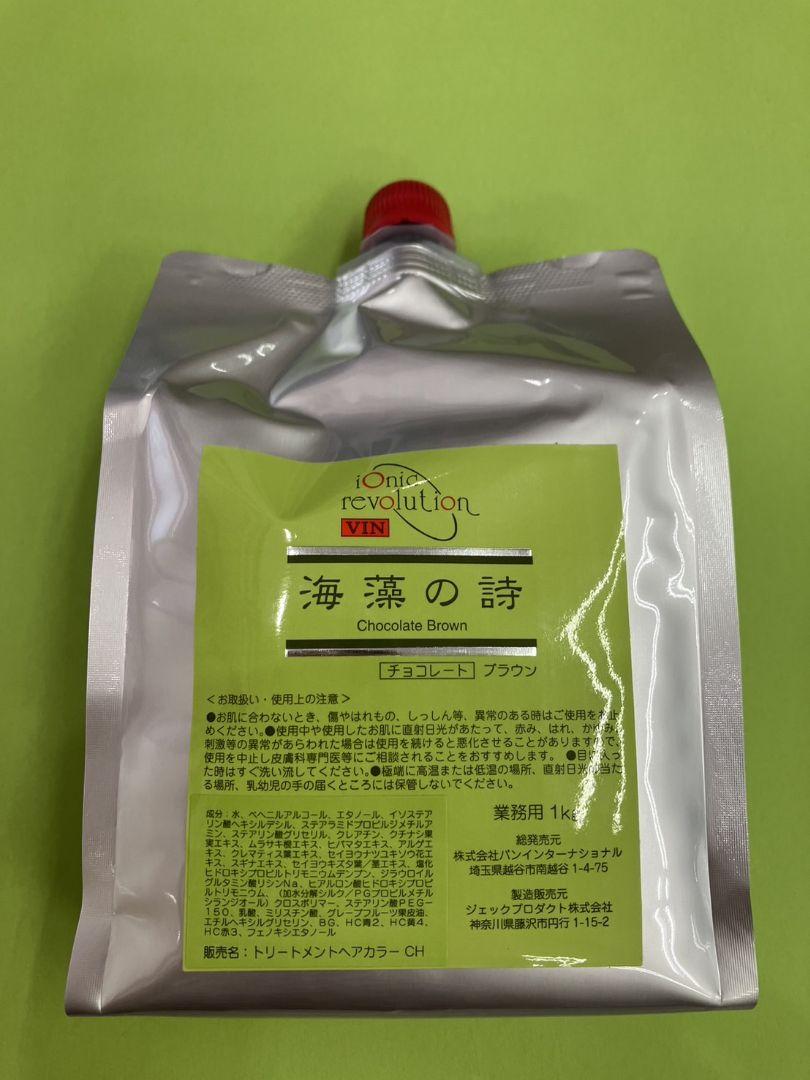 iOnic
revolution
VIN
海藻の詩
Chocolate Brown
チョコレート ブラウン
＜お取扱い・使用上の注意＞
●お肌に合わないとき、傷やはれもの、しっしん等、異常のある時はご使用をお止
めください。●使用中や使用したお肌に直射日光があたって、赤み、はれ、かゆみ、
刺激等の異常があらわれた場合は使用を続けると悪化させることがありますので、
使用を中止し皮膚科専門医等にご相談されることをおすすめします。 ●目に入っ
た時はすぐ洗い流してください。●極端に高温または低温の場所、直射日光の当た
る場所、乳幼児の手の届くところには保管しないでください。
成分：水、ベヘニルアルコール、エタノール、イソステア
リン酸ヘキシルデシル、ステアラミドプロピルジメチルア
ミン、ステアリン酸グリセリル、クレアチン、クチナシ果
実エキス、ムラサキ根エキス、ヒバマタエキス、アルゲエ
キス、クレマティス葉エキス、セイヨウナツユキソウ花エ
キス、スギナエキス、セイヨウキズタ葉／茎エキス、塩化
ヒドロキシプロピルトリモニウムデンプン、ジラウロイル
グルタミン酸リシンNa、ヒアルロン酸ヒドロキシプロピ
ルトリモニウム、（加水分解シルク／PGプロピルメチル
シランジオール）クロスポリマー、ステアリン酸PEG－
150、乳酸、ミリスチン酸、グレープフルーツ果皮油、
エチルヘキシルグリセリン、BG、HC青2、HC黄4、
HC赤3、フェノキシエタノール
販売名：トリートメントヘアカラー CH
業務用 1kg
総発売元
株式会社バンインターナショナル
埼玉県越谷市南越谷 1-4-75
製造販売元
ジェックプロダクト株式会社
神奈川県藤沢市円行 1-15-2